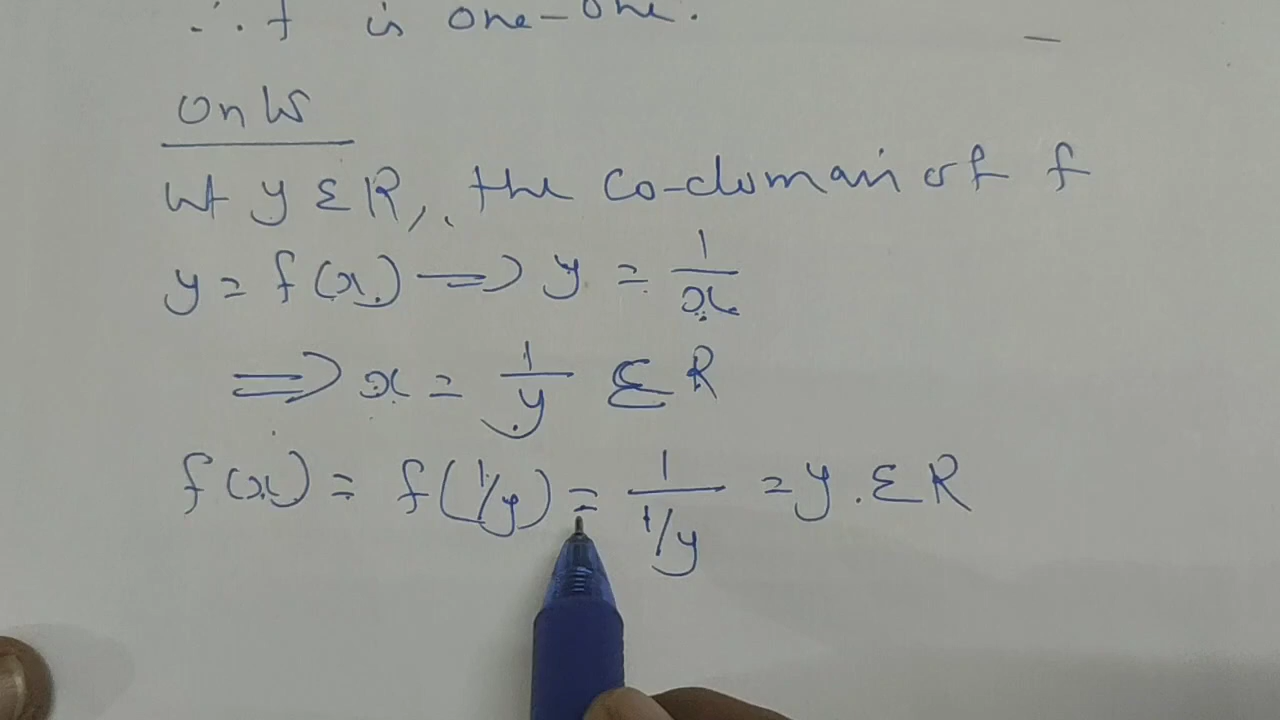 ∴ f is one-one.
Onto
Let y ∈ R, the co-domain of f
y = f(x) ⟹ y = 1/x
⟹ x = 1/y ∈ R
f(x) = f(1/y) = 1/(1/y) = y. ∈ R